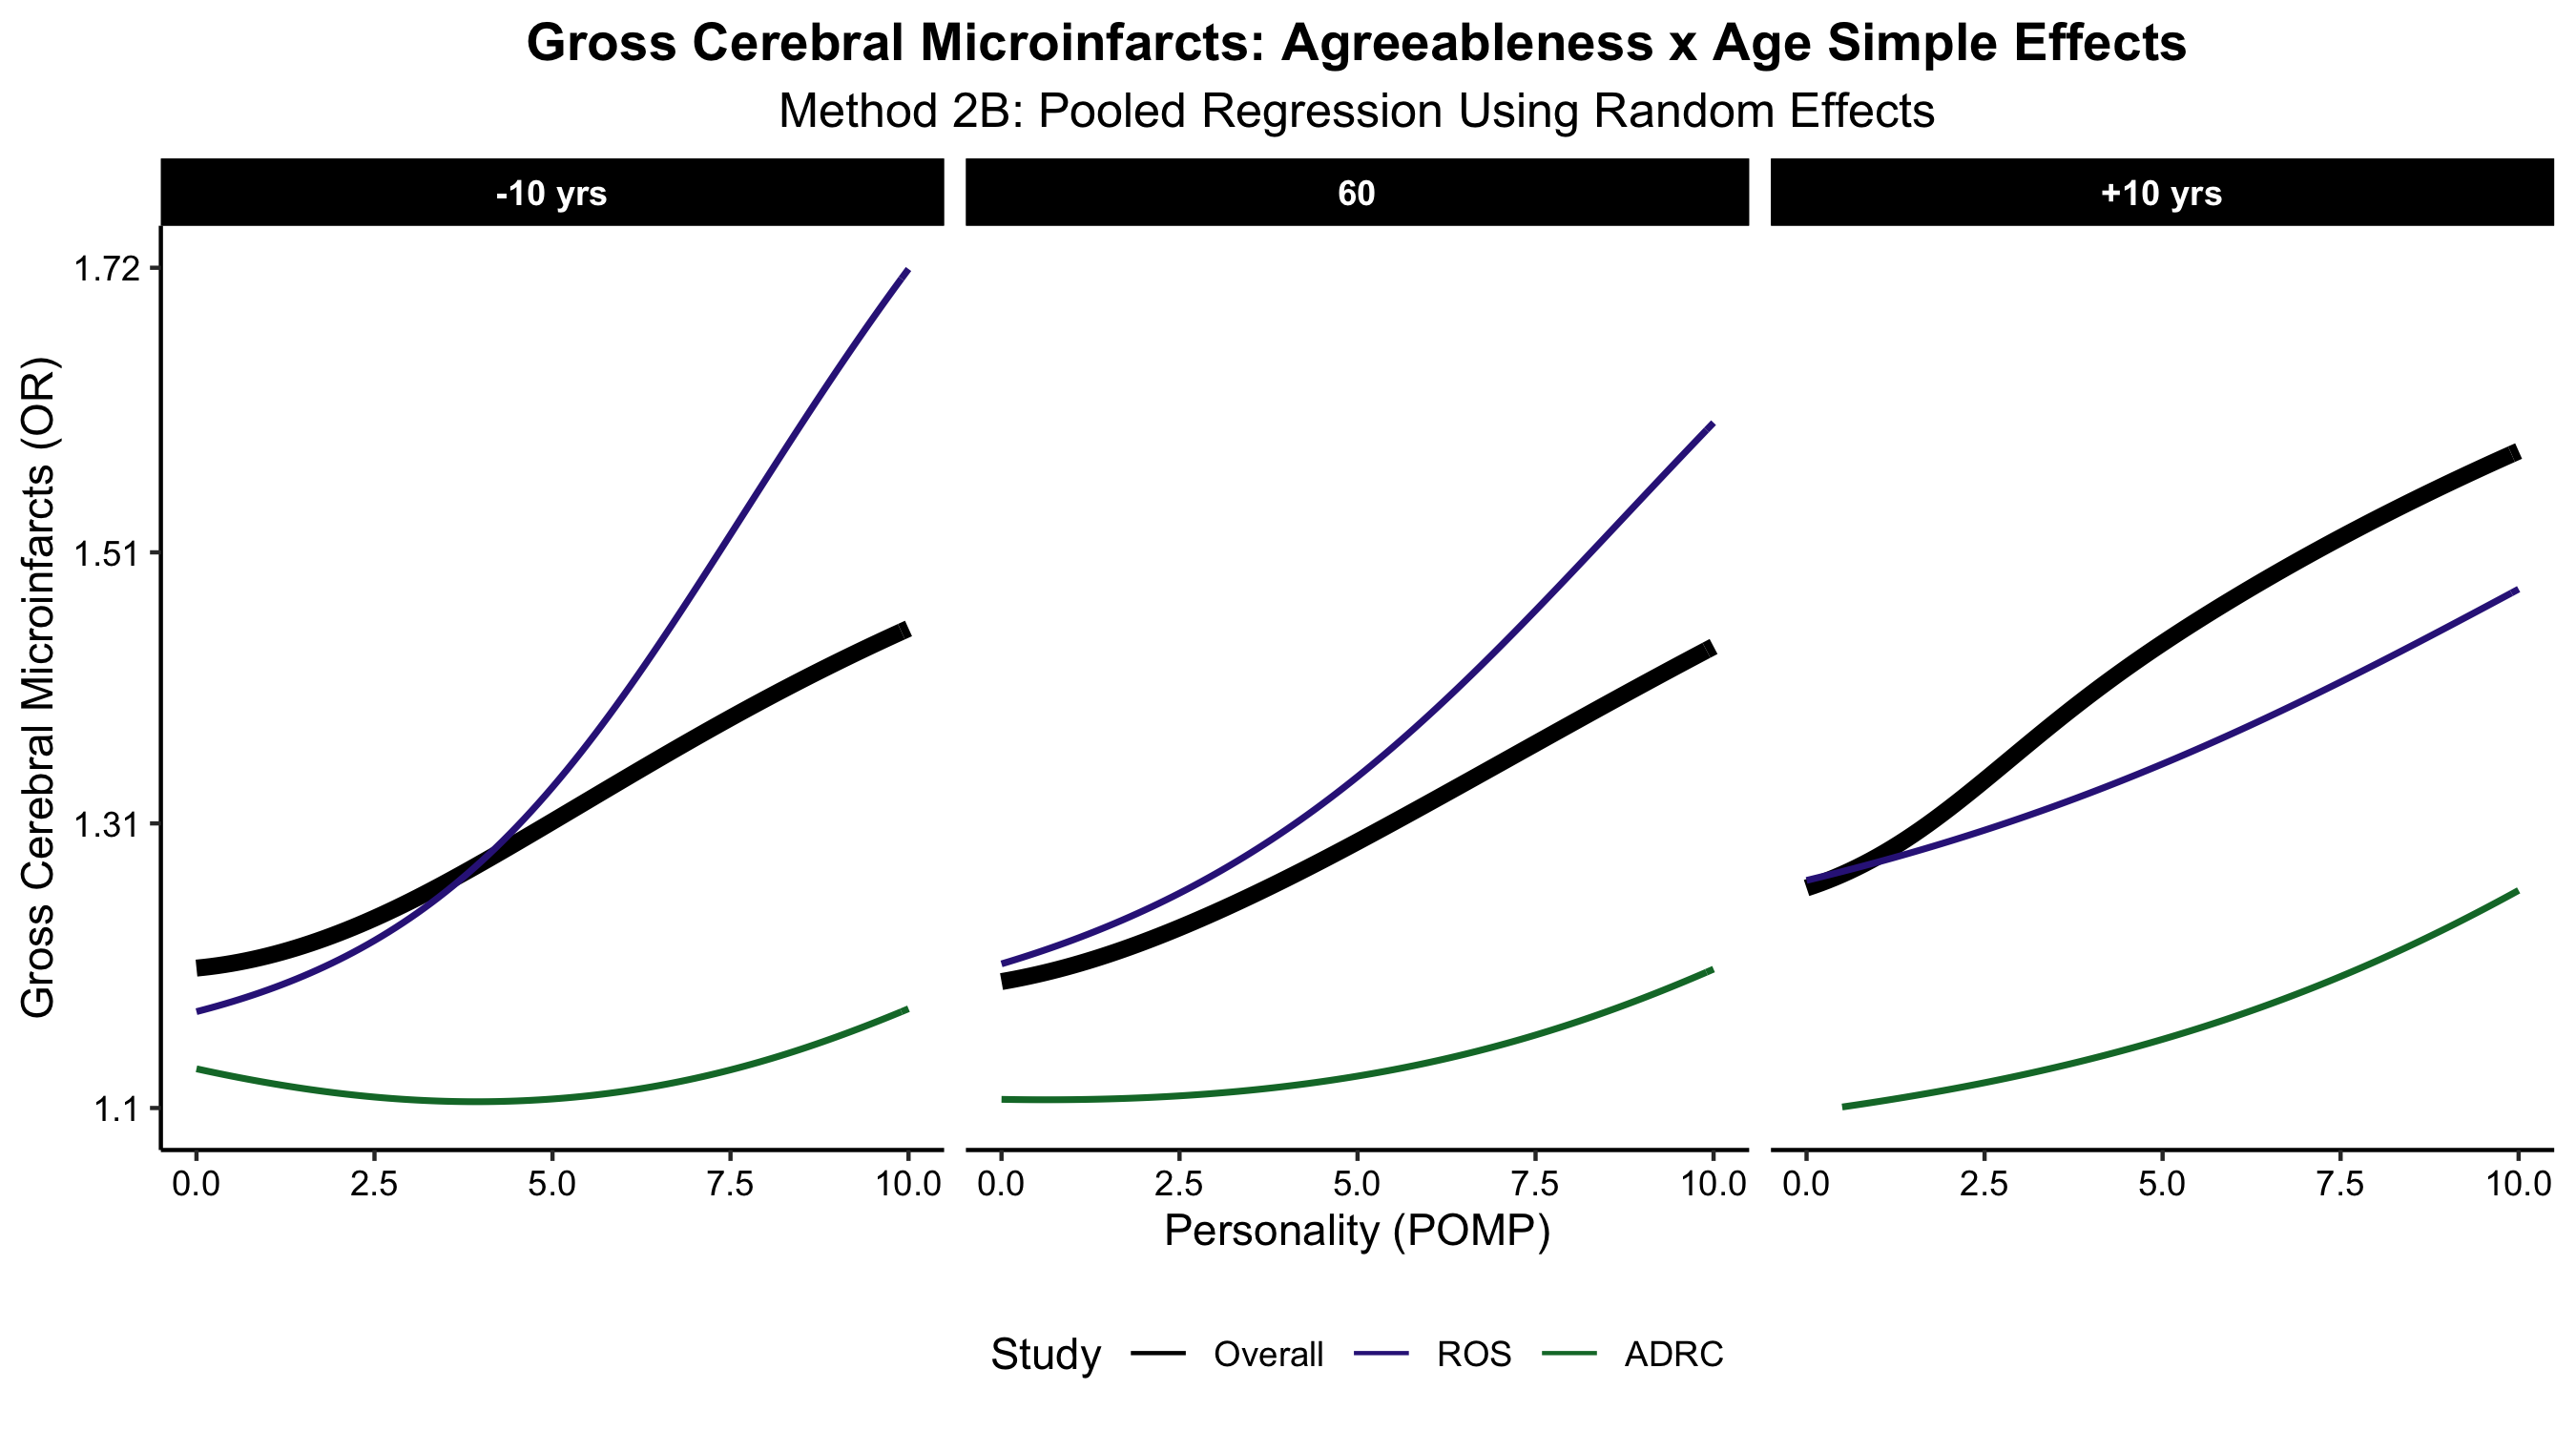 Gross Cerebral Microinfarcts: Agreeableness x Age Simple Effects
Method 2B: Pooled Regression Using Random Effects
-10 yrs
60
+10 yrs
Gross Cerebral Microinfarcts (OR)
1.72
1.51
1.31
1.1
0.0 2.5 5.0 7.5 10.0
0.0 2.5 5.0 7.5 10.0
0.0 2.5 5.0 7.5 10.0
Personality (POMP)
Study Overall ROS ADRC